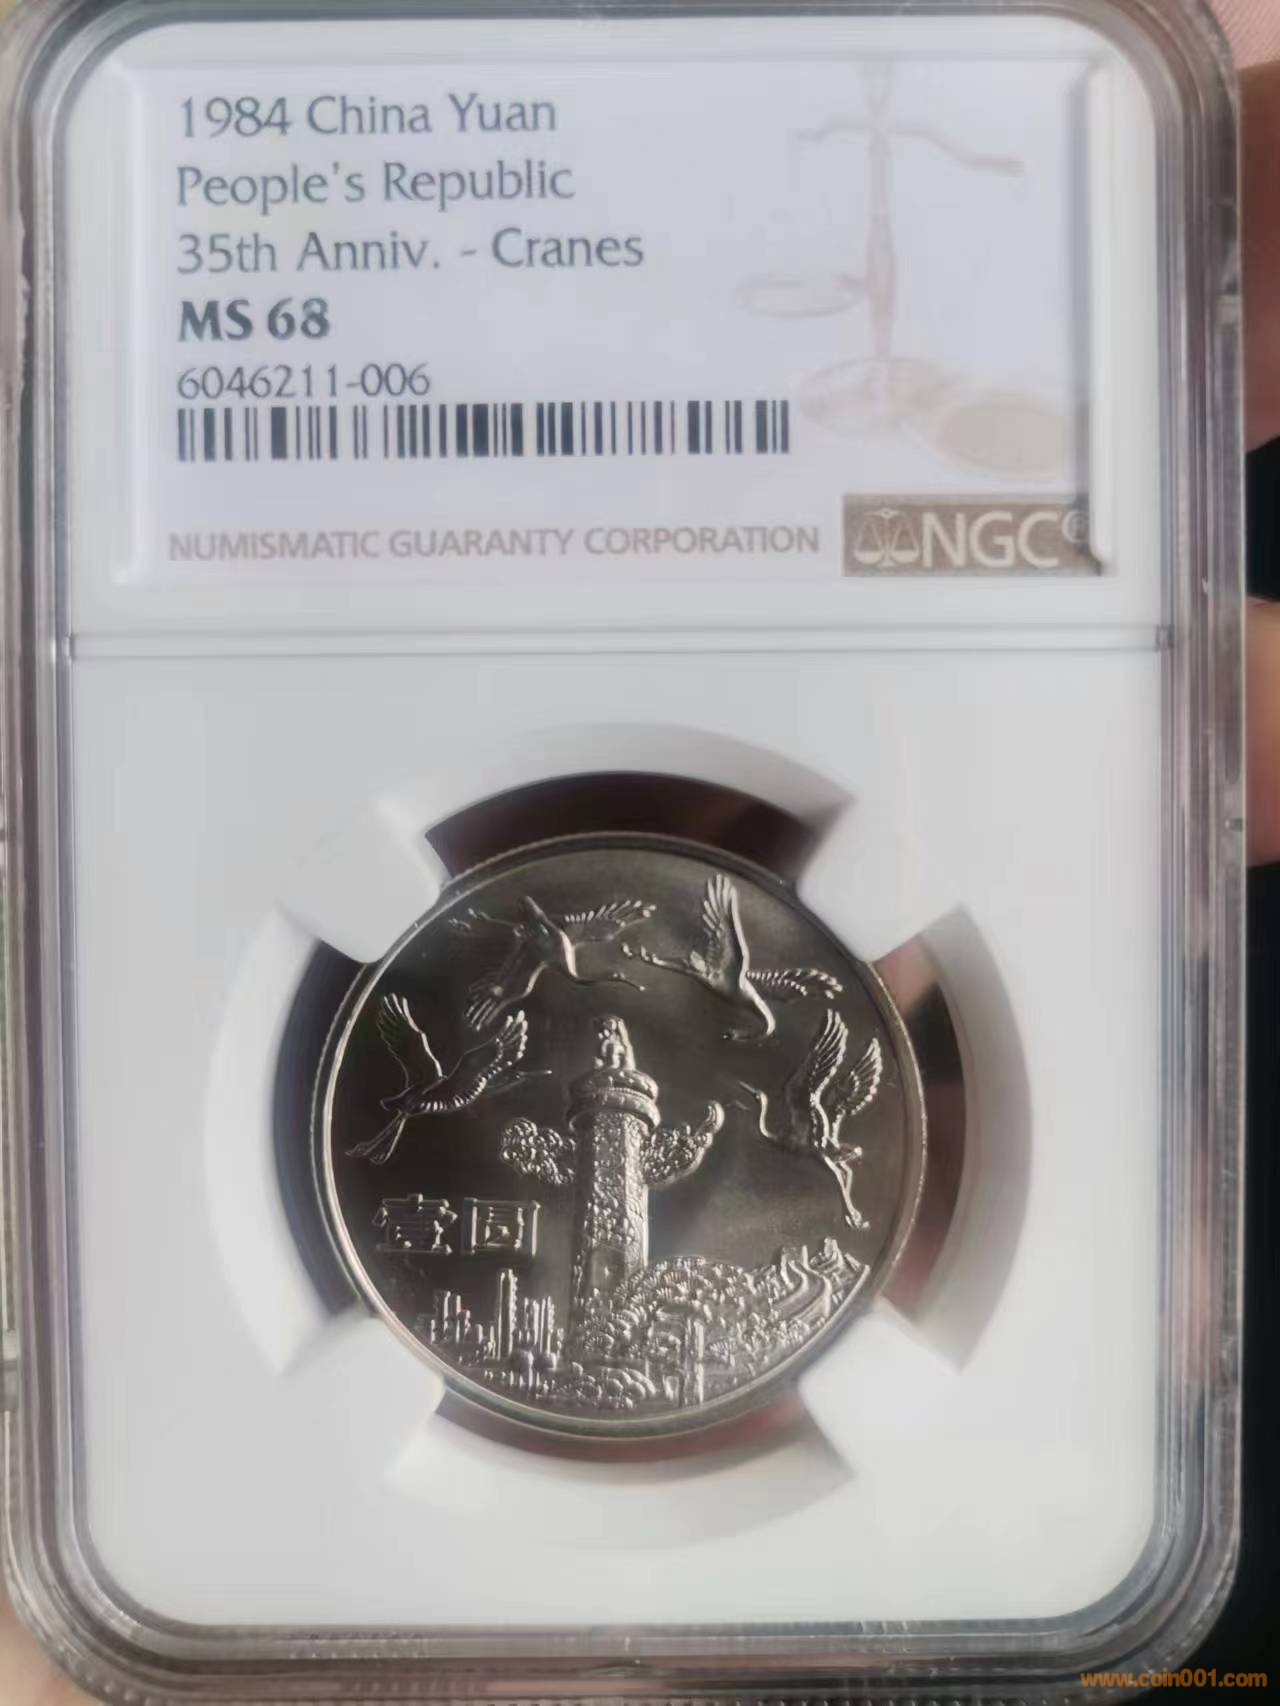 1984 China Yuan
People's Republic
35th Anniv. - Cranes
MS 68
6046211-006
NUMISMATIC GUARANTY CORPORATION
NGC®
壹圆
www.coin001.com